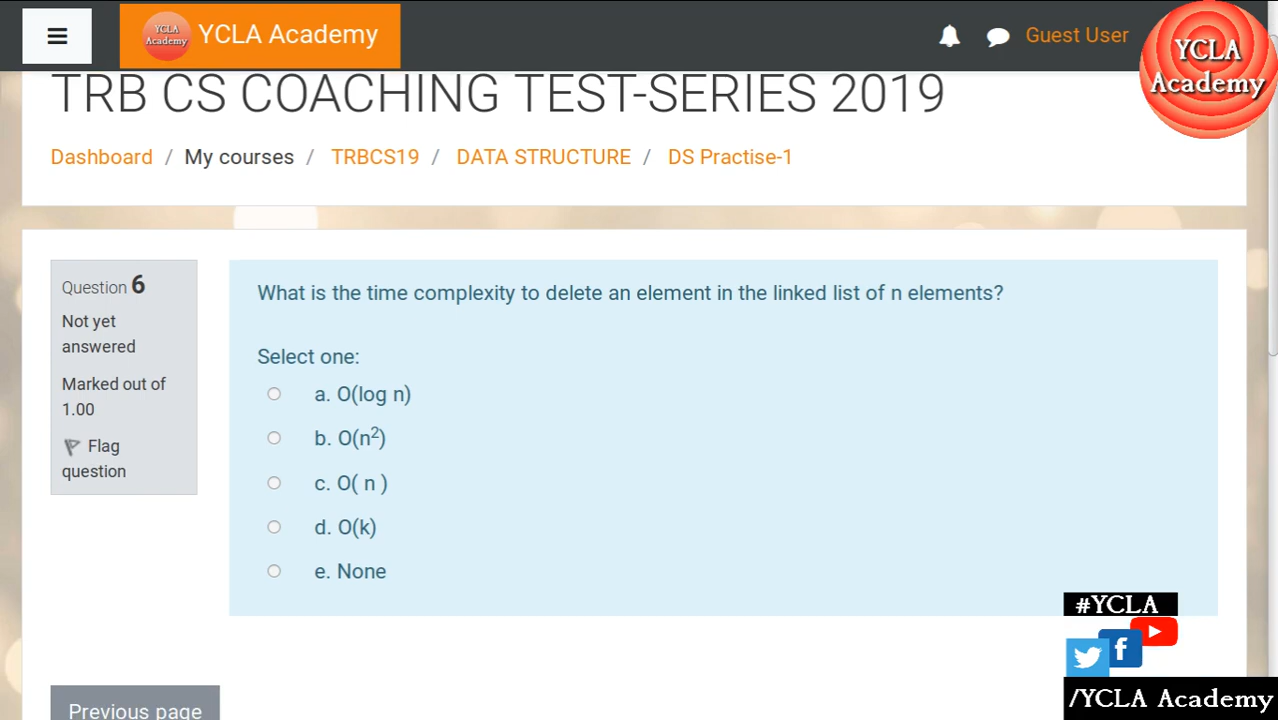 YCLA
Academy
YCLA Academy
Guest User
YCLA
Academy
TRB CS COACHING TEST-SERIES 2019
Dashboard / My courses / TRBCS19 / DATA STRUCTURE / DS Practise-1
Question 6
Not yet
answered
Marked out of
1.00
Flag
question
What is the time complexity to delete an element in the linked list of n elements?
Select one:
a. O(log n)
b. O(n²)
c. O( n )
d. O(k)
e. None
#YCLA
f
/YCLA Academy
Previous page